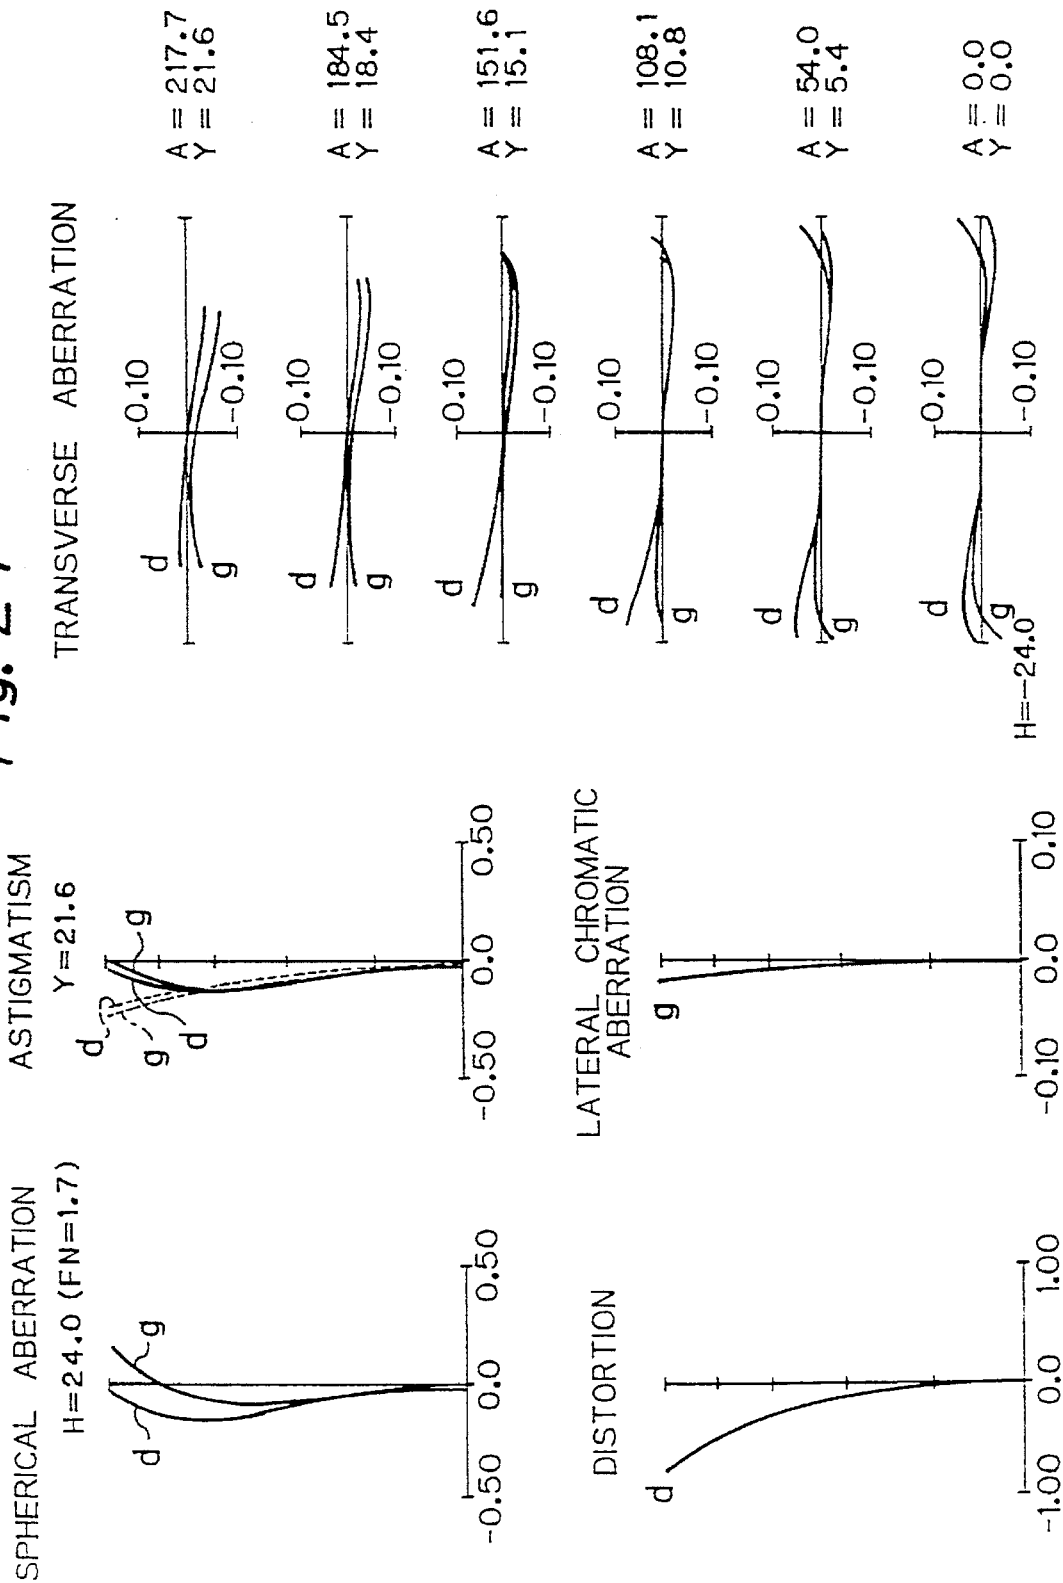 Fig. 24
SPHERICAL ABERRATION
H=24.0 (FN=1.7)
d
g
-0.50
0.0
0.50
ASTIGMATISM
Y=21.6
d
g
d
g
-0.50
0.0
0.50
DISTORTION
d
-1.00
0.0
1.00
LATERAL CHROMATIC
ABERRATION
g
-0.10
0.0
0.10
TRANSVERSE ABERRATION
d
g
0.10
-0.10
A = 217.7
Y = 21.6
d
g
0.10
-0.10
A = 184.5
Y = 18.4
d
g
0.10
-0.10
A = 151.6
Y = 15.1
d
g
0.10
-0.10
A = 108.1
Y = 10.8
d
g
0.10
-0.10
A = 54.0
Y = 5.4
d
g
H=-24.0
0.10
-0.10
A = 0.0
Y = 0.0